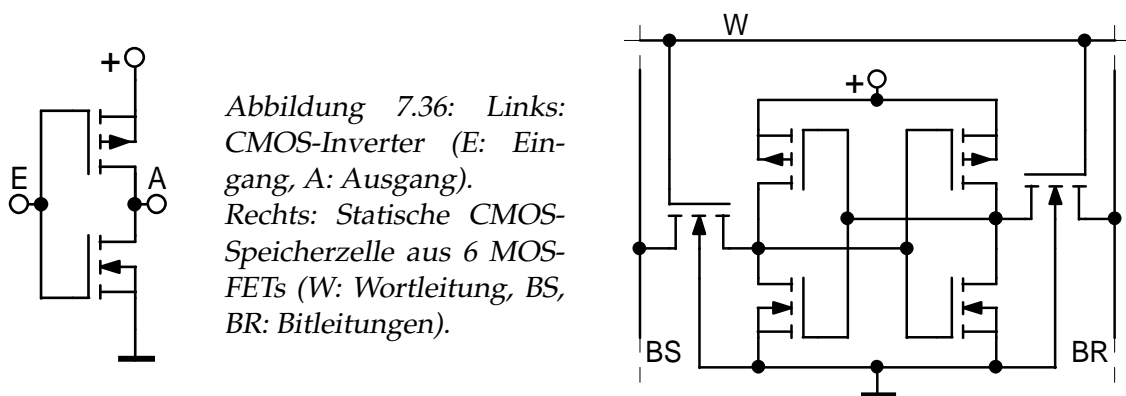 +
E
A
Abbildung 7.36: Links:
CMOS-Inverter (E: Ein-
gang, A: Ausgang).
Rechts: Statische CMOS-
Speicherzelle aus 6 MOS-
FETs (W: Wortleitung, BS,
BR: Bitleitungen).
W
+
BS
BR